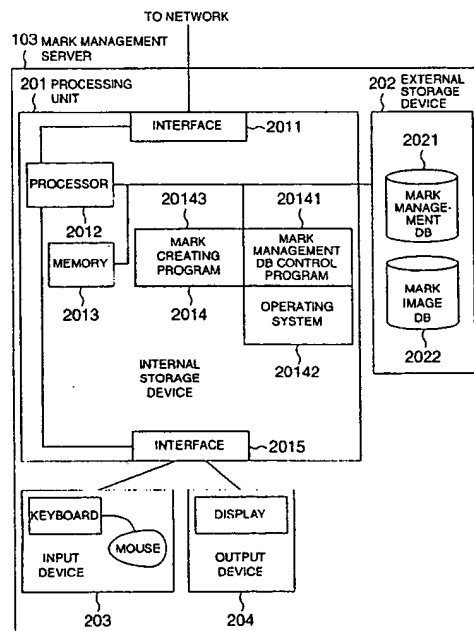 TO NETWORK
103 MARK MANAGEMENT
SERVER
201 PROCESSING
UNIT
202 EXTERNAL
STORAGE
DEVICE
INTERFACE
2011
2021
PROCESSOR
2012
20143
20141
MARK
MANAGE-
MENT
DB
MEMORY
2013
MARK
CREATING
PROGRAM
MARK
MANAGEMENT
DB CONTROL
PROGRAM
2014
OPERATING
SYSTEM
MARK
IMAGE
DB
2022
20142
INTERNAL
STORAGE
DEVICE
INTERFACE
2015
KEYBOARD
MOUSE
INPUT
DEVICE
DISPLAY
OUTPUT
DEVICE
203
204